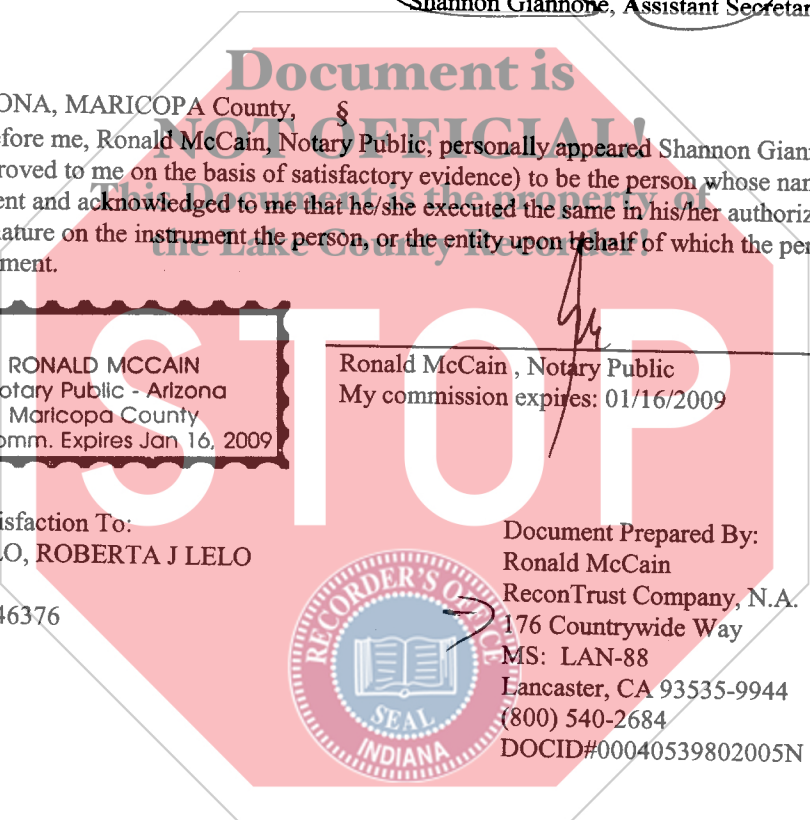 Shannon Giannone, Assistant Secretar
Document is
ONA, MARICOPA County, §
NOT OFFICIAL!
fore me, Ronald McCain, Notary Public, personally appeared Shannon Gian
roved to me on the basis of satisfactory evidence) to be the person whose nam
This Document is the property of
ent and acknowledged to me that he/she executed the same in his/her authoriz
ature on the instrument the person, or the entity upon behalf of which the per
the Lake County Recorder!
ment.
STOP
RONALD MCCAIN
otary Public - Arizona
Maricopa County
omm. Expires Jan 16, 2009
Ronald McCain , Notary Public
My commission expires: 01/16/2009
isfaction To:
LO, ROBERTA J LELO
46376
Document Prepared By:
Ronald McCain
ReconTrust Company, N.A.
176 Countrywide Way
MS: LAN-88
Lancaster, CA 93535-9944
(800) 540-2684
DOCID#00040539802005N
RECORDER'S OFFICE
SEAL
INDIANA